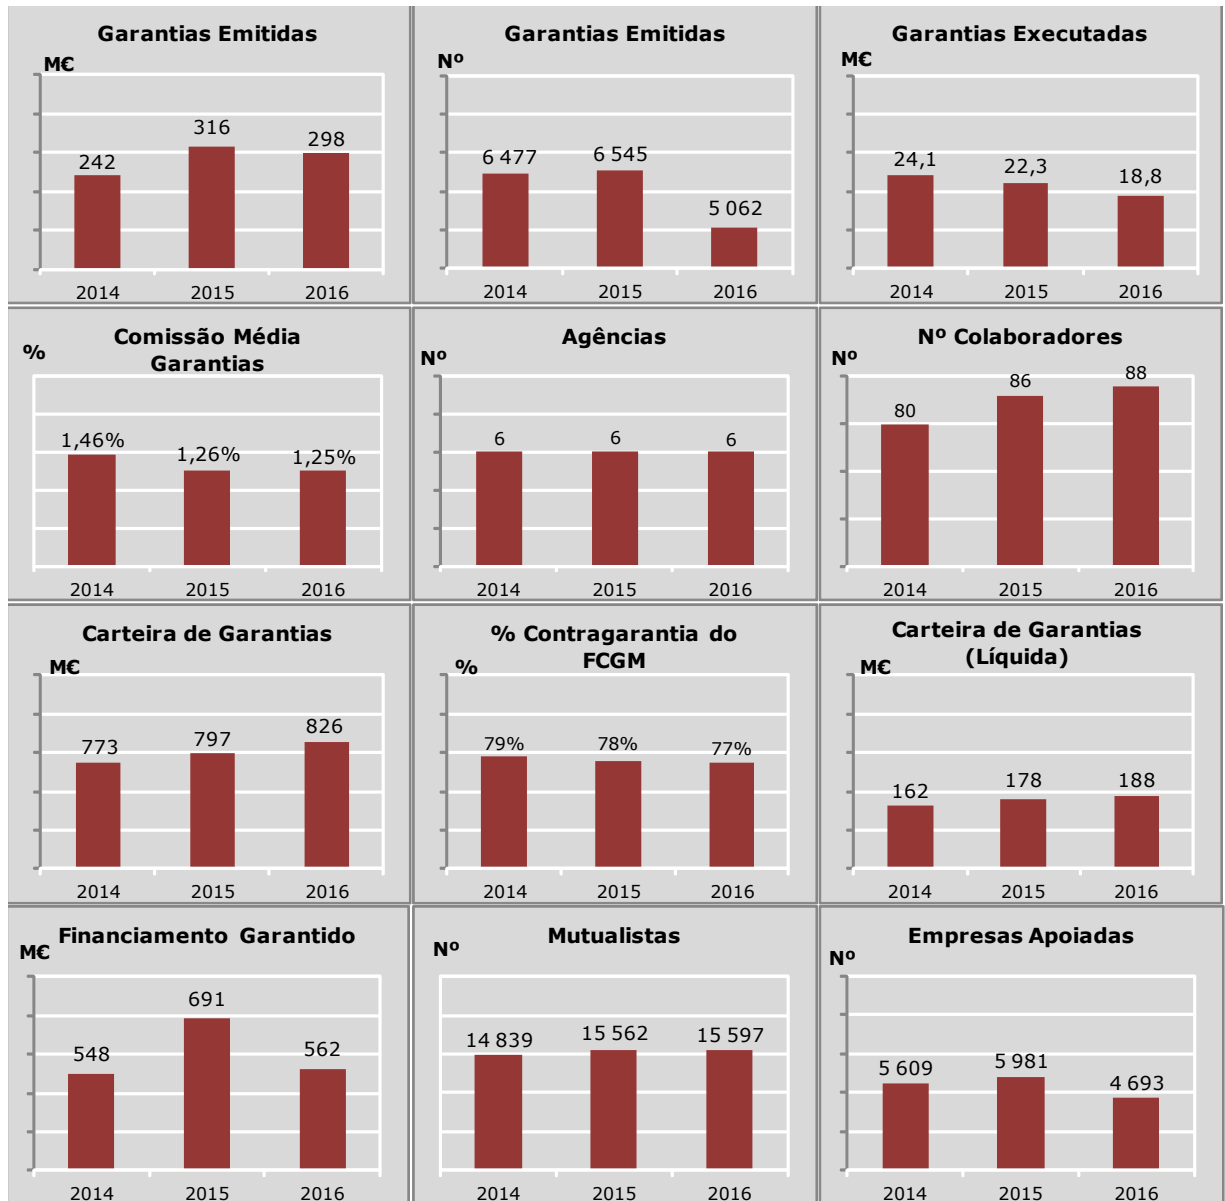 Garantias Emitidas
M€
242
316
298
2014
2015
2016
Garantias Emitidas
Nº
6 477
6 545
5 062
2014
2015
2016
Garantias Executadas
M€
24,1
22,3
18,8
2014
2015
2016
Comissão Média
Garantias
%
1,46%
1,26%
1,25%
2014
2015
2016
Agências
Nº
6
6
6
2014
2015
2016
Nº Colaboradores
Nº
80
86
88
2014
2015
2016
Carteira de Garantias
M€
773
797
826
2014
2015
2016
% Contragarantia do
FCGM
%
79%
78%
77%
2014
2015
2016
Carteira de Garantias
(Líquida)
M€
162
178
188
2014
2015
2016
Financiamento Garantido
M€
548
691
562
2014
2015
2016
Mutualistas
Nº
14 839
15 562
15 597
2014
2015
2016
Empresas Apoiadas
Nº
5 609
5 981
4 693
2014
2015
2016